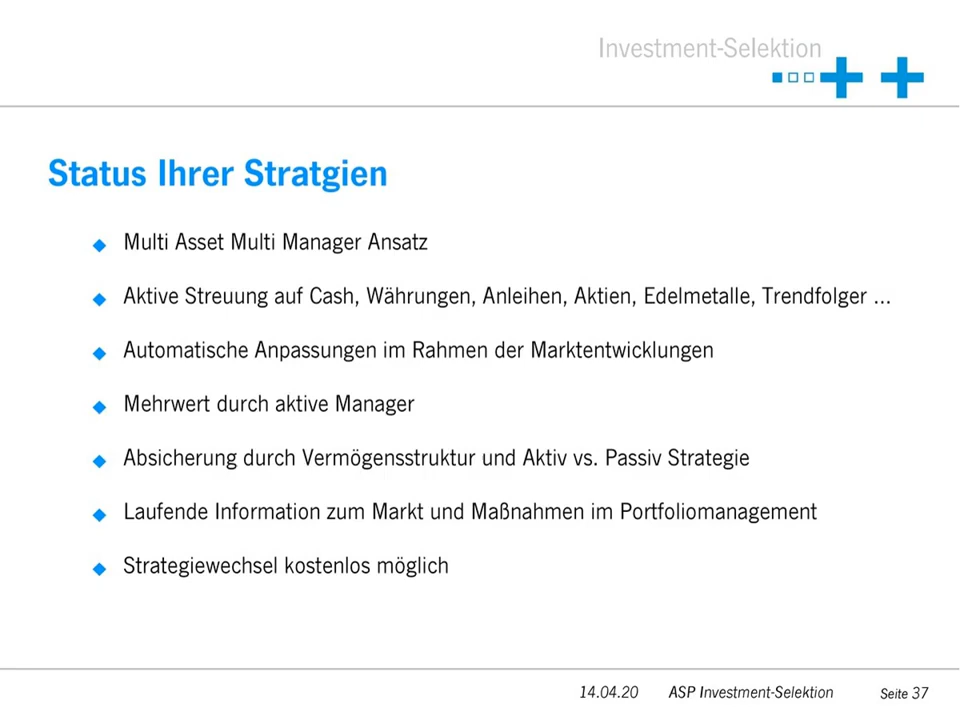 Investment-Selektion
Status Ihrer Stratgien
Multi Asset Multi Manager Ansatz
Aktive Streuung auf Cash, Währungen, Anleihen, Aktien, Edelmetalle, Trendfolger ...
Automatische Anpassungen im Rahmen der Marktentwicklungen
Mehrwert durch aktive Manager
Absicherung durch Vermögensstruktur und Aktiv vs. Passiv Strategie
Laufende Information zum Markt und Maßnahmen im Portfoliomanagement
Strategiewechsel kostenlos möglich
14.04.20 ASP Investment-Selektion Seite 37